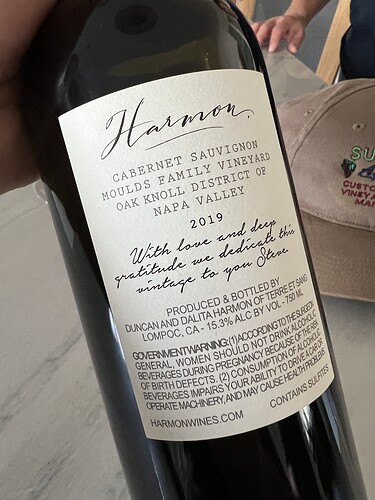 Harmon.
CABERNET SAUVIGNON
MOULDS FAMILY VINEYARD
OAK KNOLL DISTRICT OF
NAPA VALLEY
2019
With love and deep
gratitude we dedicate this
vintage to you Steve.
PRODUCED & BOTTLED BY
DUNCAN AND DALITA HARMON OF TERRE ET SANG
LOMPOC, CA - 15.3% ALC BY VOL - 750 ML
GOVERNMENT WARNING: (1) ACCORDING TO THE SURGEON
GENERAL, WOMEN SHOULD NOT DRINK ALCOHOLIC
BEVERAGES DURING PREGNANCY BECAUSE OF THE RISK
OF BIRTH DEFECTS. (2) CONSUMPTION OF ALCOHOLIC
BEVERAGES IMPAIRS YOUR ABILITY TO DRIVE A CAR OR
OPERATE MACHINERY, AND MAY CAUSE HEALTH PROBLEMS
HARMONWINES.COM
CONTAINS SULFITES
SU
CUSTO
VINEY
MA